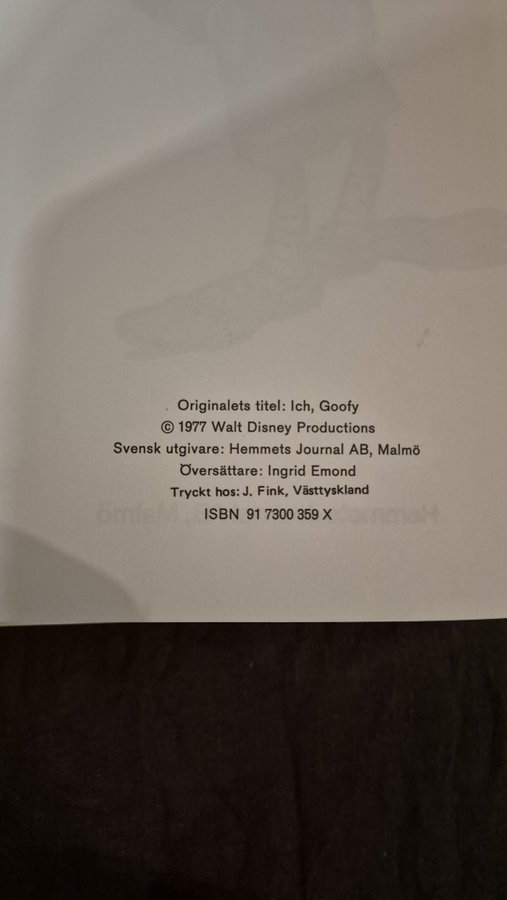 Originalets titel: Ich, Goofy
© 1977 Walt Disney Productions
Svensk utgivare: Hemmets Journal AB, Malmö
Översättare: Ingrid Emond
Tryckt hos: J. Fink, Västtyskland
ISBN 91 7300 359 X